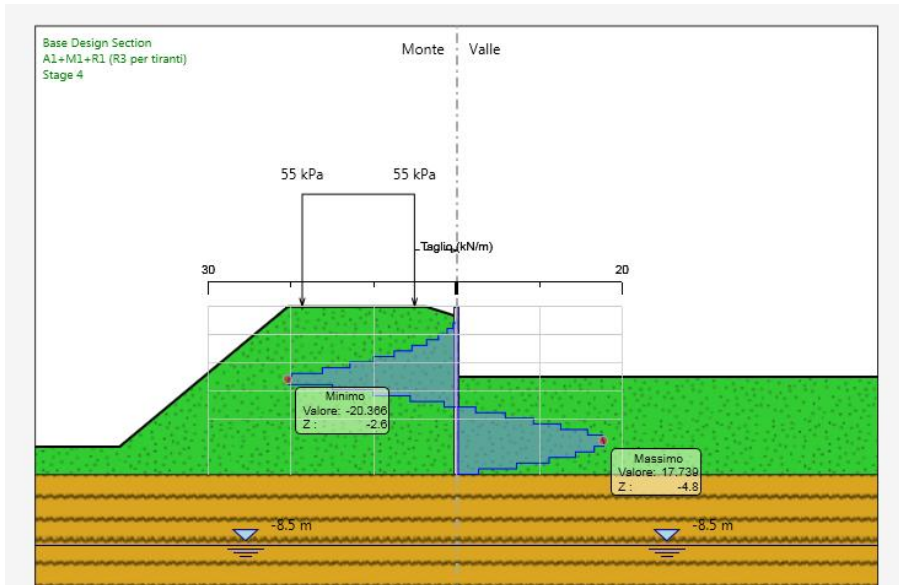 Base Design Section
A1+M1+R1 (R3 per tiranti)
Stage 4
Monte Valle
55 kPa 55 kPa
Taglio (kN/m)
30 20
Minimo
Valore: -20.366
Z : -2.6
Massimo
Valore: 17.739
Z : -4.8
-8.5 m -8.5 m